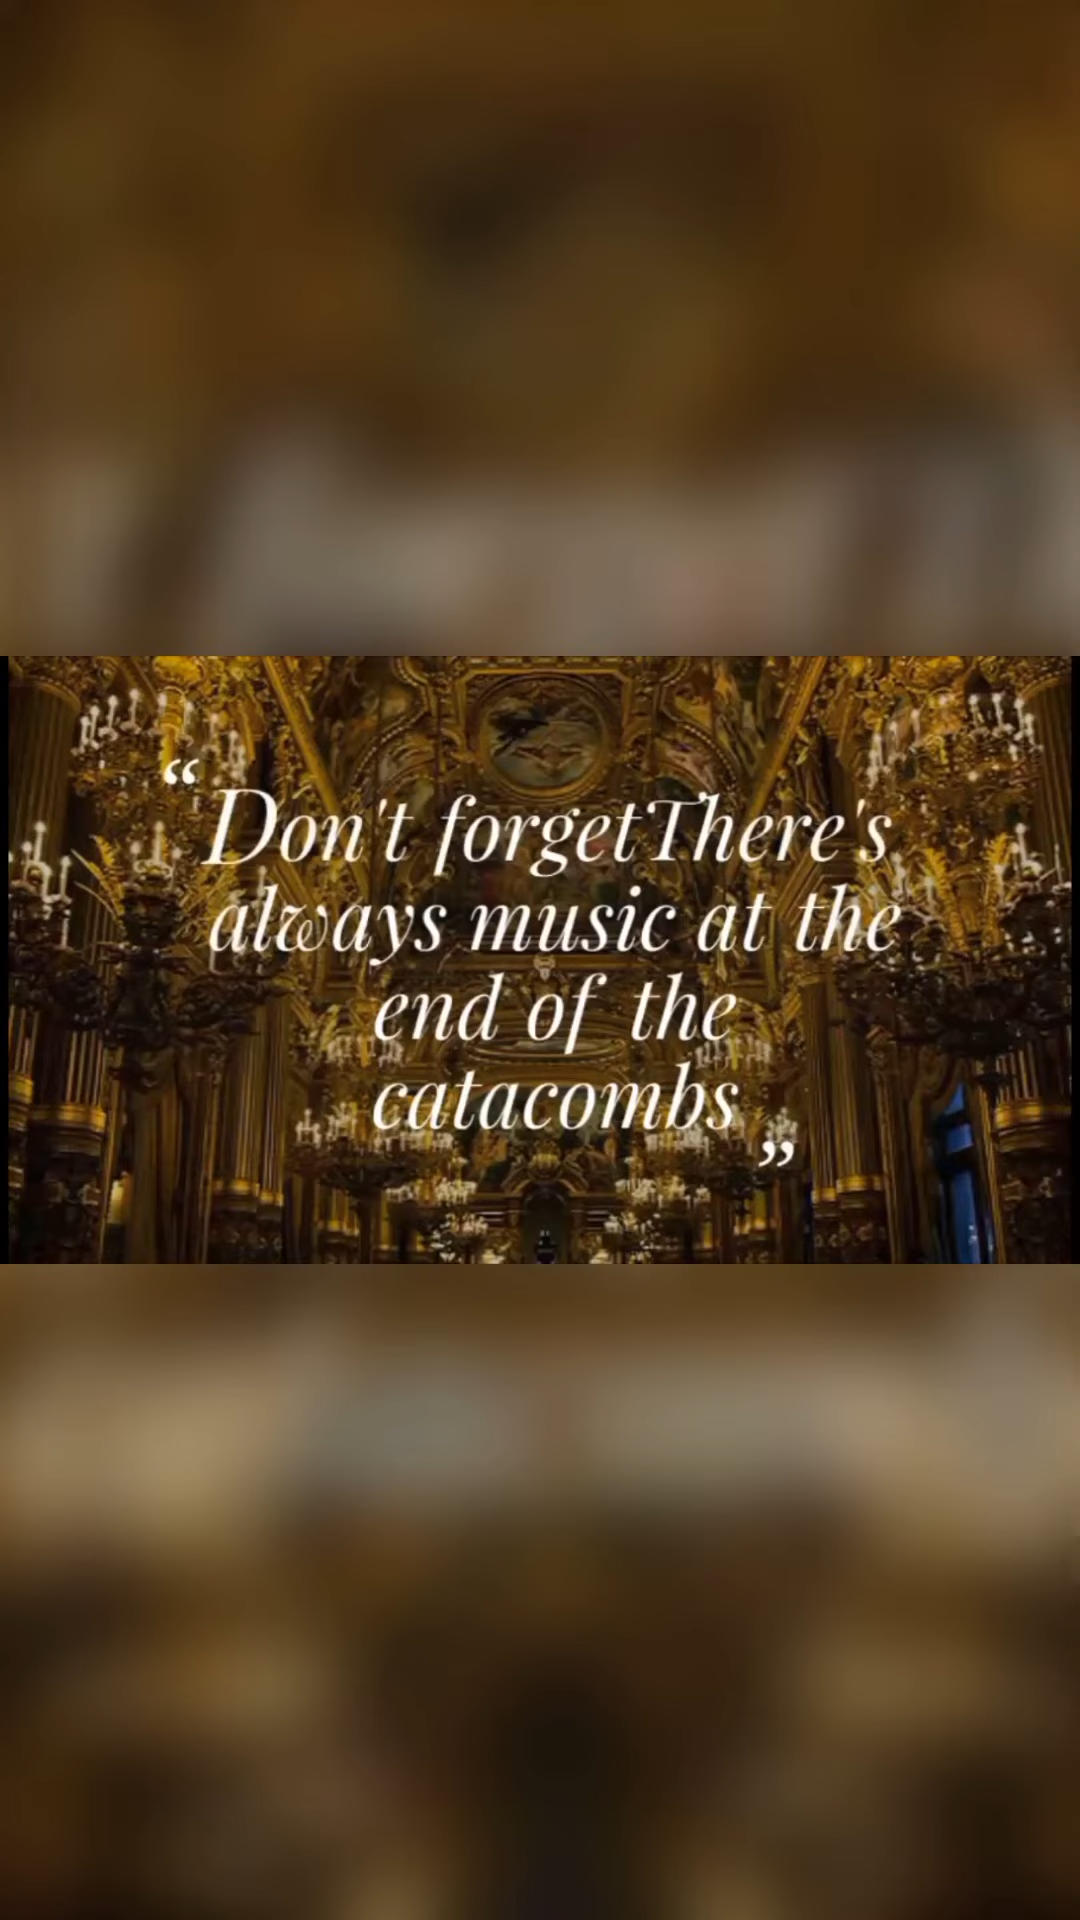 “Don't forgetThere's
always music at the
end of the
catacombs”